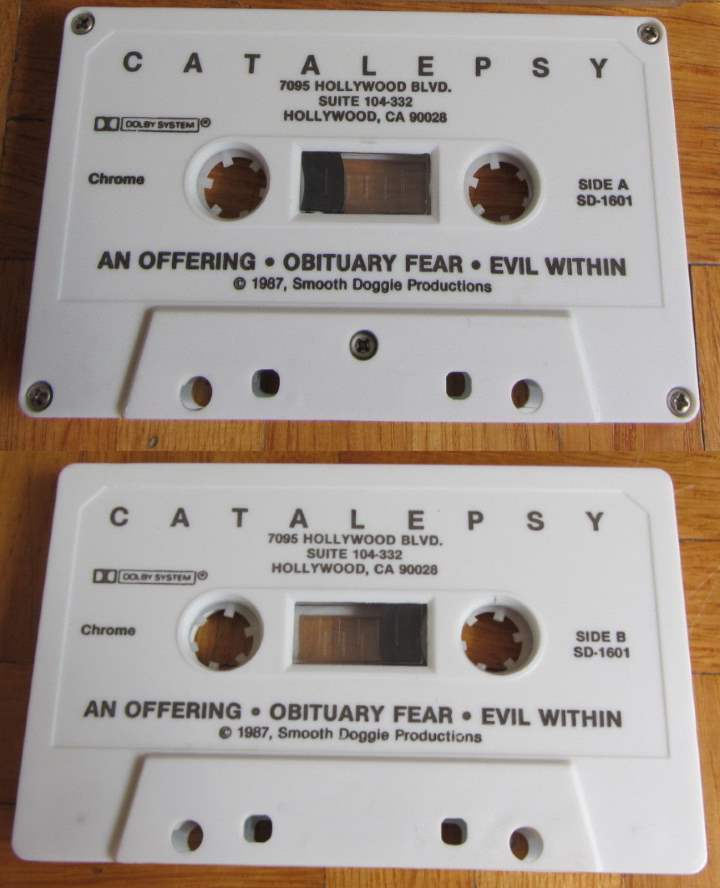 CATALEPSY
7095 HOLLYWOOD BLVD.
SUITE 104-332
HOLLYWOOD, CA 90028
DOLBY SYSTEM ®
Chrome
SIDE A
SD-1601
AN OFFERING • OBITUARY FEAR • EVIL WITHIN
© 1987, Smooth Doggie Productions
CATALEPSY
7095 HOLLYWOOD BLVD.
SUITE 104-332
HOLLYWOOD, CA 90028
DOLBY SYSTEM ®
Chrome
SIDE B
SD-1601
AN OFFERING • OBITUARY FEAR • EVIL WITHIN
© 1987, Smooth Doggie Productions